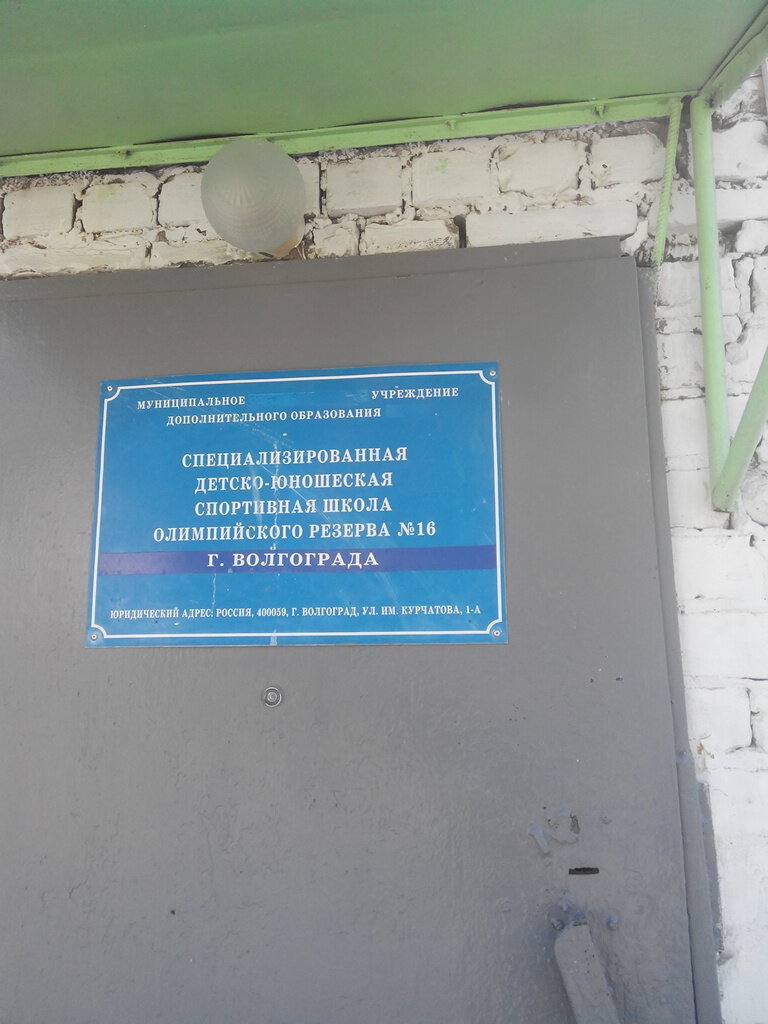 МУНИЦИПАЛЬНОЕ УЧРЕЖДЕНИЕ
ДОПОЛНИТЕЛЬНОГО ОБРАЗОВАНИЯ
СПЕЦИАЛИЗИРОВАННАЯ
ДЕТСКО-ЮНОШЕСКАЯ
СПОРТИВНАЯ ШКОЛА
ОЛИМПИЙСКОГО РЕЗЕРВА №16
Г. ВОЛГОГРАДА
ЮРИДИЧЕСКИЙ АДРЕС: РОССИЯ, 400059, Г. ВОЛГОГРАД, УЛ. ИМ. КУРЧАТОВА, 1-А